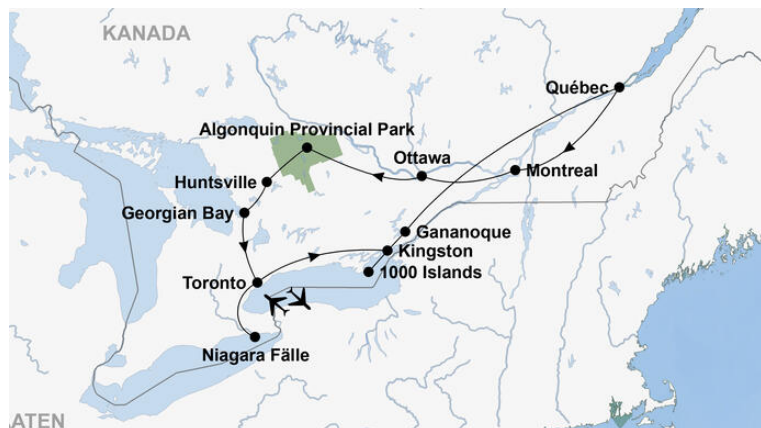 KANADA
Québec
Algonquin Provincial Park
Ottawa
Montreal
Huntsville
Georgian Bay
Gananoque
Kingston
1000 Islands
Toronto
Niagara Fälle
ATEN